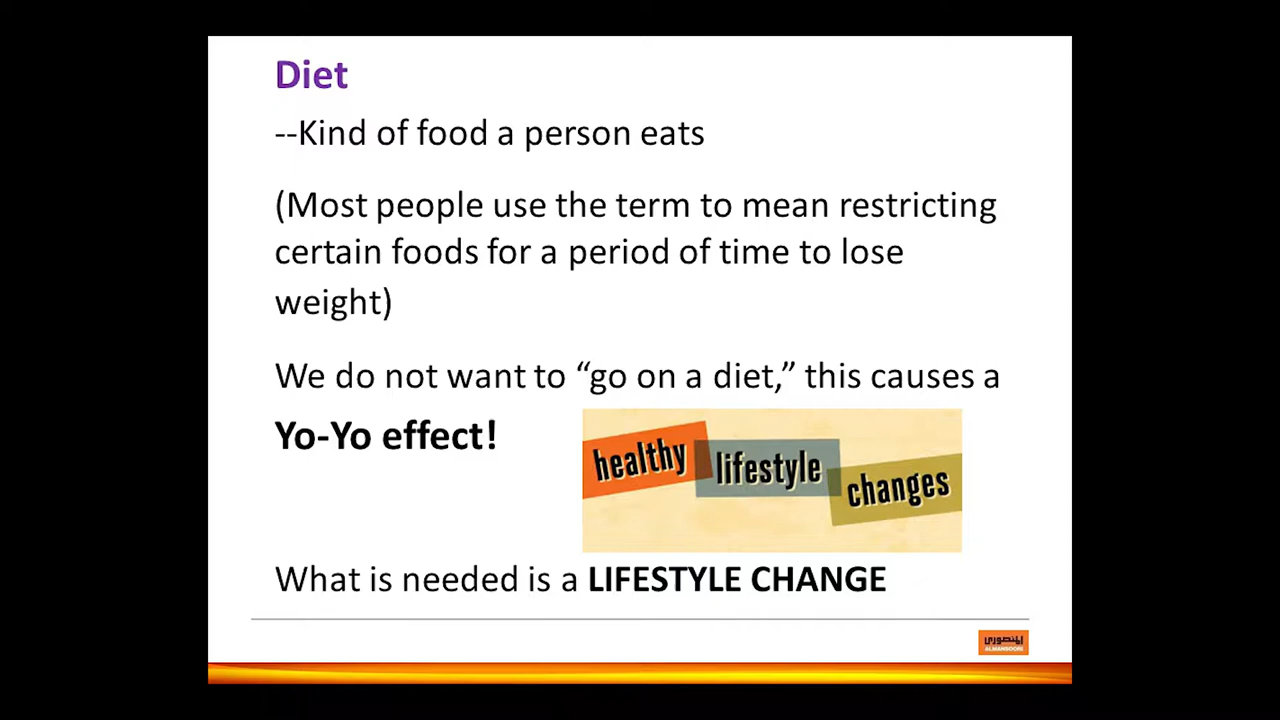 Diet
--Kind of food a person eats
(Most people use the term to mean restricting
certain foods for a period of time to lose
weight)
We do not want to “go on a diet,” this causes a
Yo-Yo effect!
healthy lifestyle changes
What is needed is a LIFESTYLE CHANGE
المنصوري
ALMANSOORI